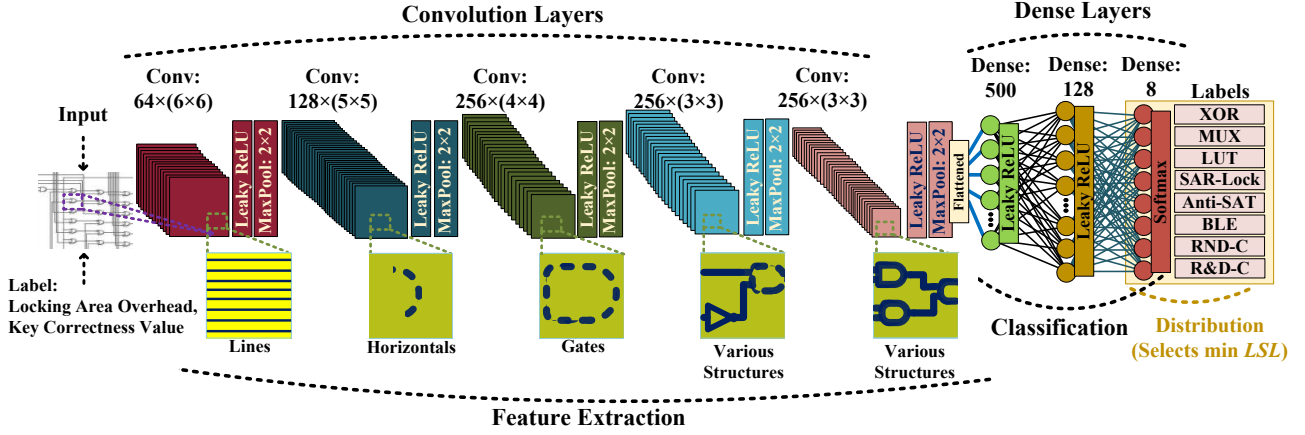 Convolution Layers
Dense Layers
Conv:
64×(6×6)
Conv:
128×(5×5)
Conv:
256×(4×4)
Conv:
256×(3×3)
Conv:
256×(3×3)
Dense:
500
Dense:
128
Dense:
8
Labels
Input
Leaky ReLU
MaxPool: 2×2
Leaky ReLU
MaxPool: 2×2
Leaky ReLU
MaxPool: 2×2
Leaky ReLU
MaxPool: 2×2
Leaky ReLU
MaxPool: 2×2
Flattened
Leaky ReLU
Leaky ReLU
Softmax
XOR
MUX
LUT
SAR-Lock
Anti-SAT
BLE
RND-C
R&D-C
Label:
Locking Area Overhead,
Key Correctness Value
Lines
Horizontals
Gates
Various
Structures
Various
Structures
Classification
Distribution
(Selects min LSL)
Feature Extraction